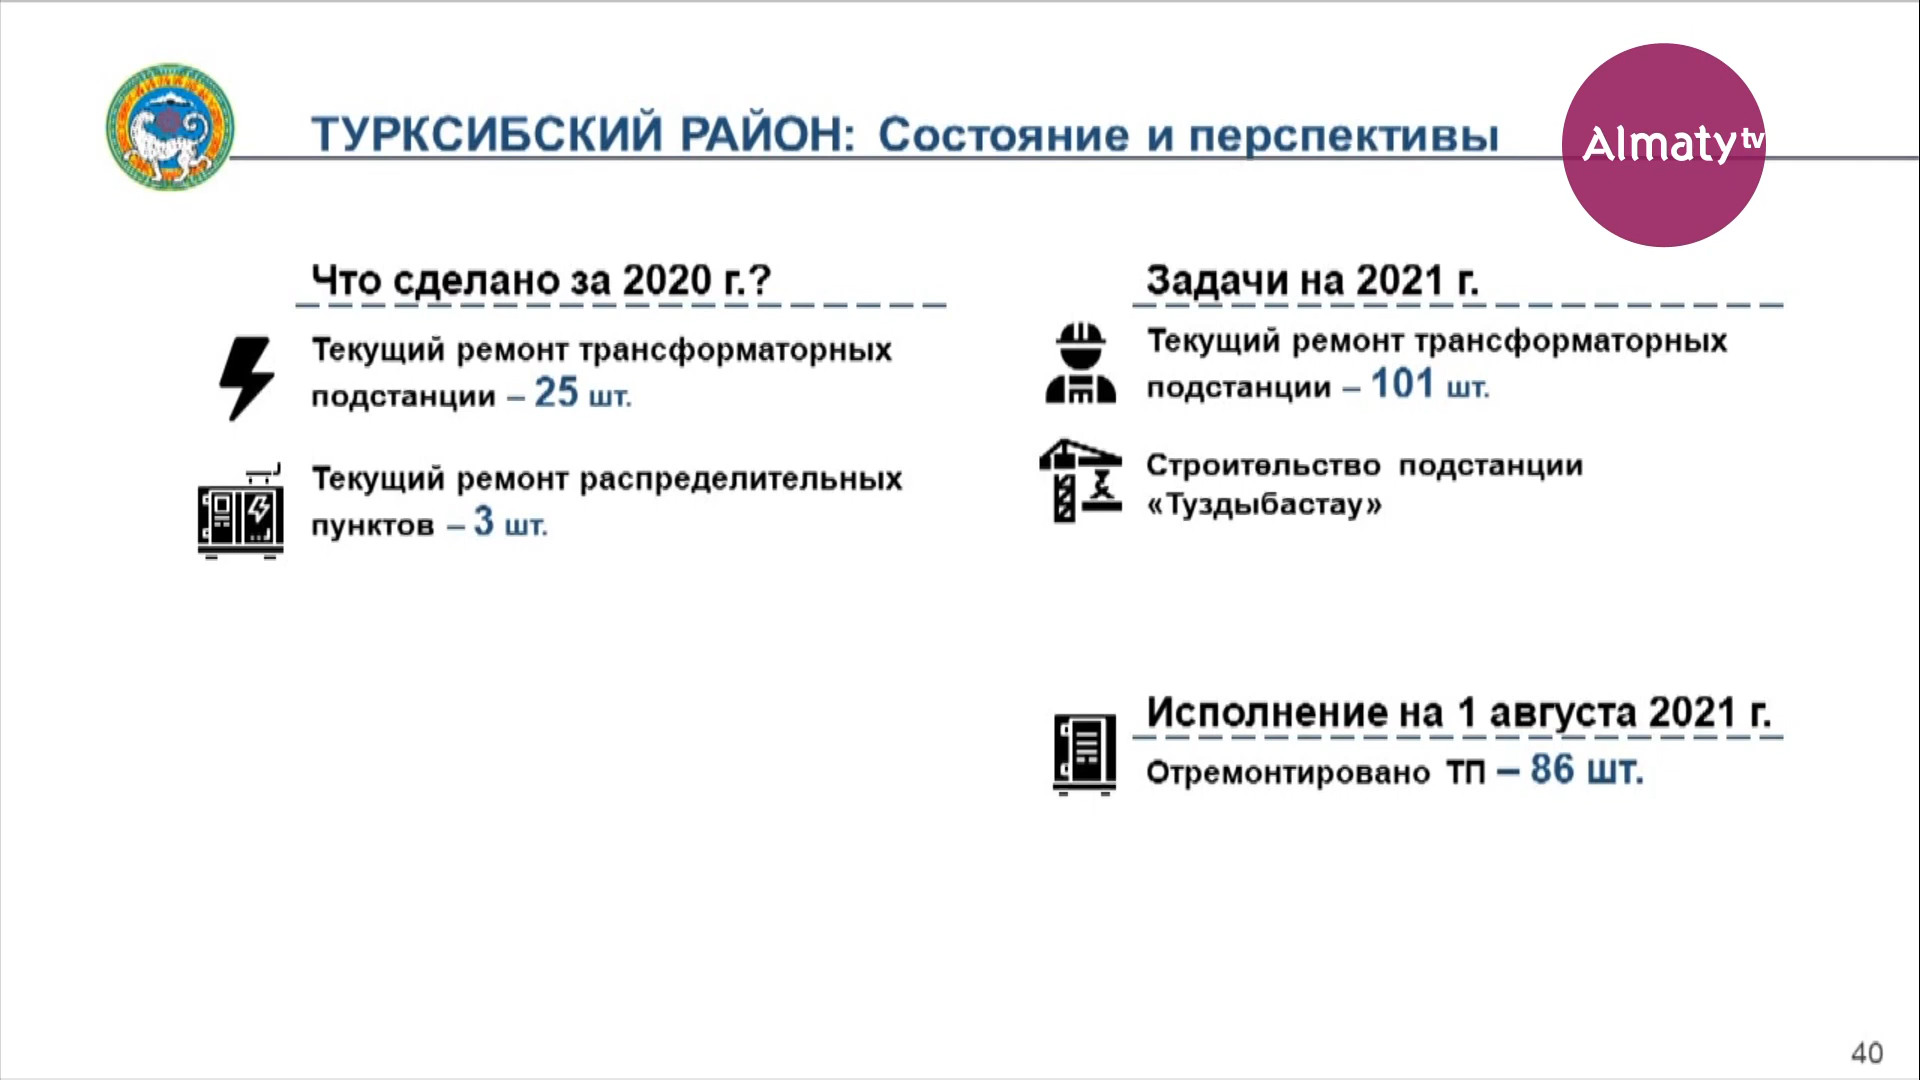 ТУРКСИБСКИЙ РАЙОН: Состояние и перспективы
Almaty tv
Что сделано за 2020 г.?
Текущий ремонт трансформаторных
подстанции – 25 шт.
Текущий ремонт распределительных
пунктов – 3 шт.
Задачи на 2021 г.
Текущий ремонт трансформаторных
подстанции – 101 шт.
Строительство подстанции
«Туздыбастау»
Исполнение на 1 августа 2021 г.
Отремонтировано ТП – 86 шт.
40